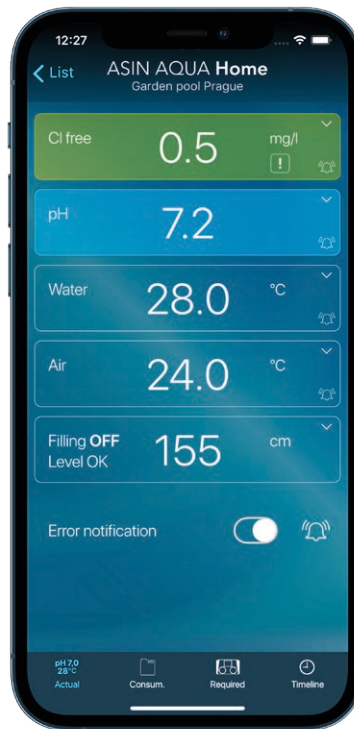 12:27
List
ASIN AQUA Home
Garden pool Prague
Cl free 0.5 mg/l
!
pH 7.2
Water 28.0 °C
Air 24.0 °C
Filling OFF
Level OK
155 cm
Error notification
pH 7,0
28°C
Actual Consum. Required Timeline